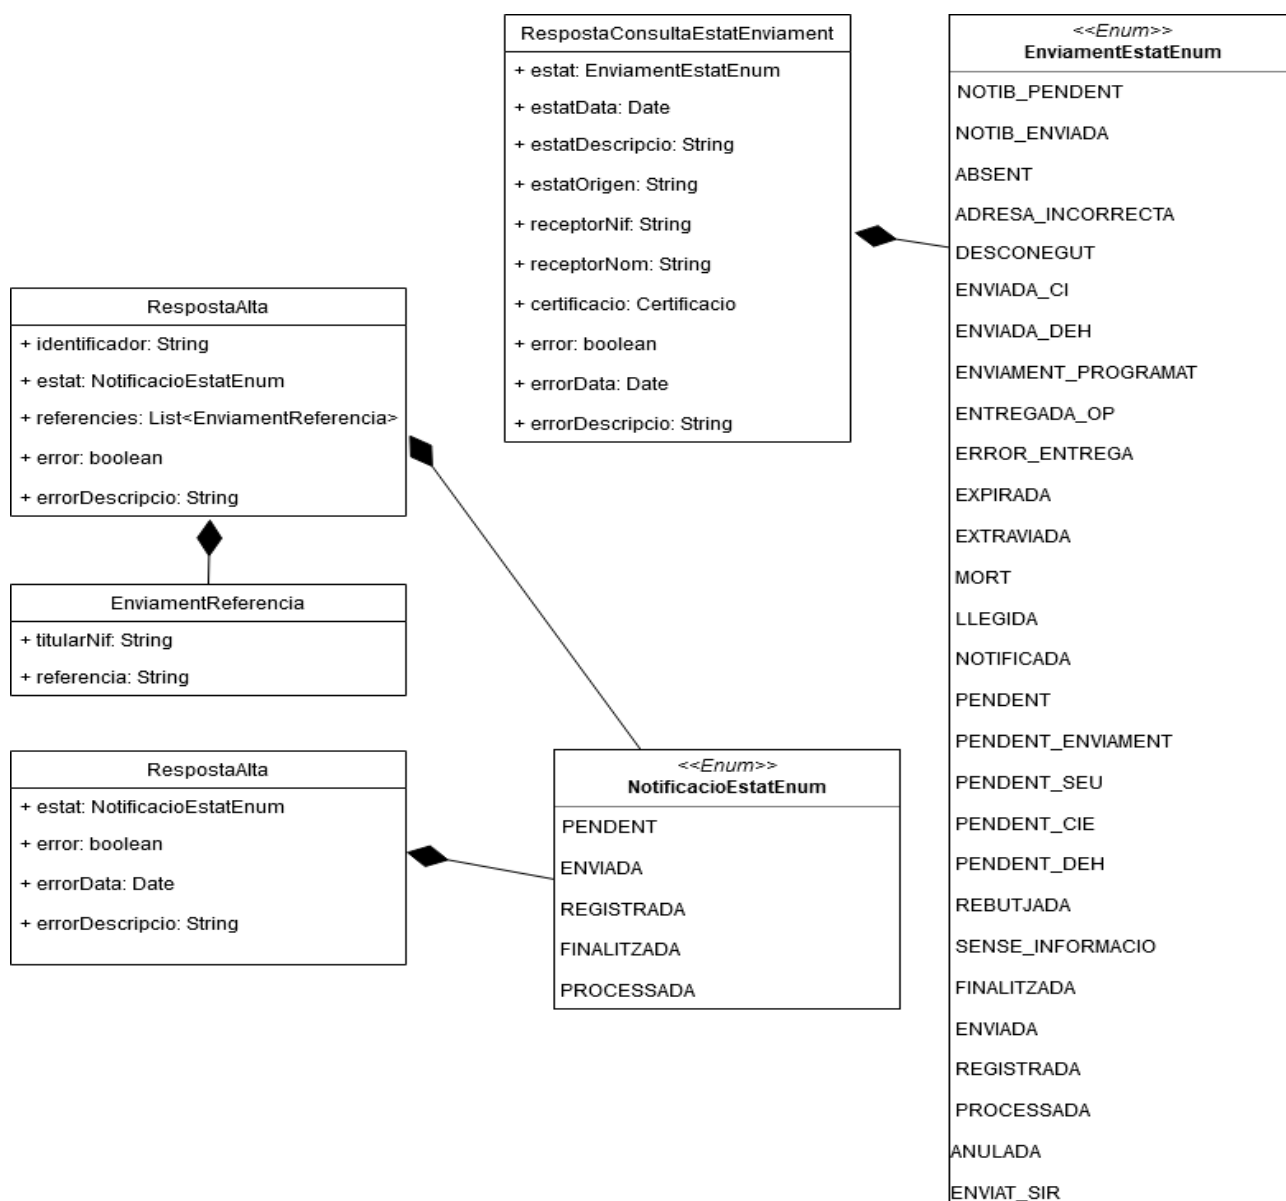 RespostaConsultaEstatEnviament
+ estat: EnviamentEstatEnum
+ estatData: Date
+ estatDescripcio: String
+ estatOrigen: String
+ receptorNif: String
+ receptorNom: String
+ certificacio: Certificacio
+ error: boolean
+ errorData: Date
+ errorDescripcio: String
<<Enum>>
EnviamentEstatEnum
NOTIB_PENDENT
NOTIB_ENVIADA
ABSENT
ADRESA_INCORRECTA
DESCONEGUT
ENVIADA_CI
ENVIADA_DEH
ENVIAMENT_PROGRAMAT
ENTREGADA_OP
ERROR_ENTREGA
EXPIRADA
EXTRAVIADA
MORT
LLEGIDA
NOTIFICADA
PENDENT
PENDENT_ENVIAMENT
PENDENT_SEU
PENDENT_CIE
PENDENT_DEH
REBUTJADA
SENSE_INFORMACIO
FINALITZADA
ENVIADA
REGISTRADA
PROCESSADA
ANULADA
ENVIAT_SIR
RespostaAlta
+ identificador: String
+ estat: NotificacioEstatEnum
+ referencies: List<EnviamentReferencia>
+ error: boolean
+ errorDescripcio: String
EnviamentReferencia
+ titularNif: String
+ referencia: String
RespostaAlta
+ estat: NotificacioEstatEnum
+ error: boolean
+ errorData: Date
+ errorDescripcio: String
<<Enum>>
NotificacioEstatEnum
PENDENT
ENVIADA
REGISTRADA
FINALITZADA
PROCESSADA